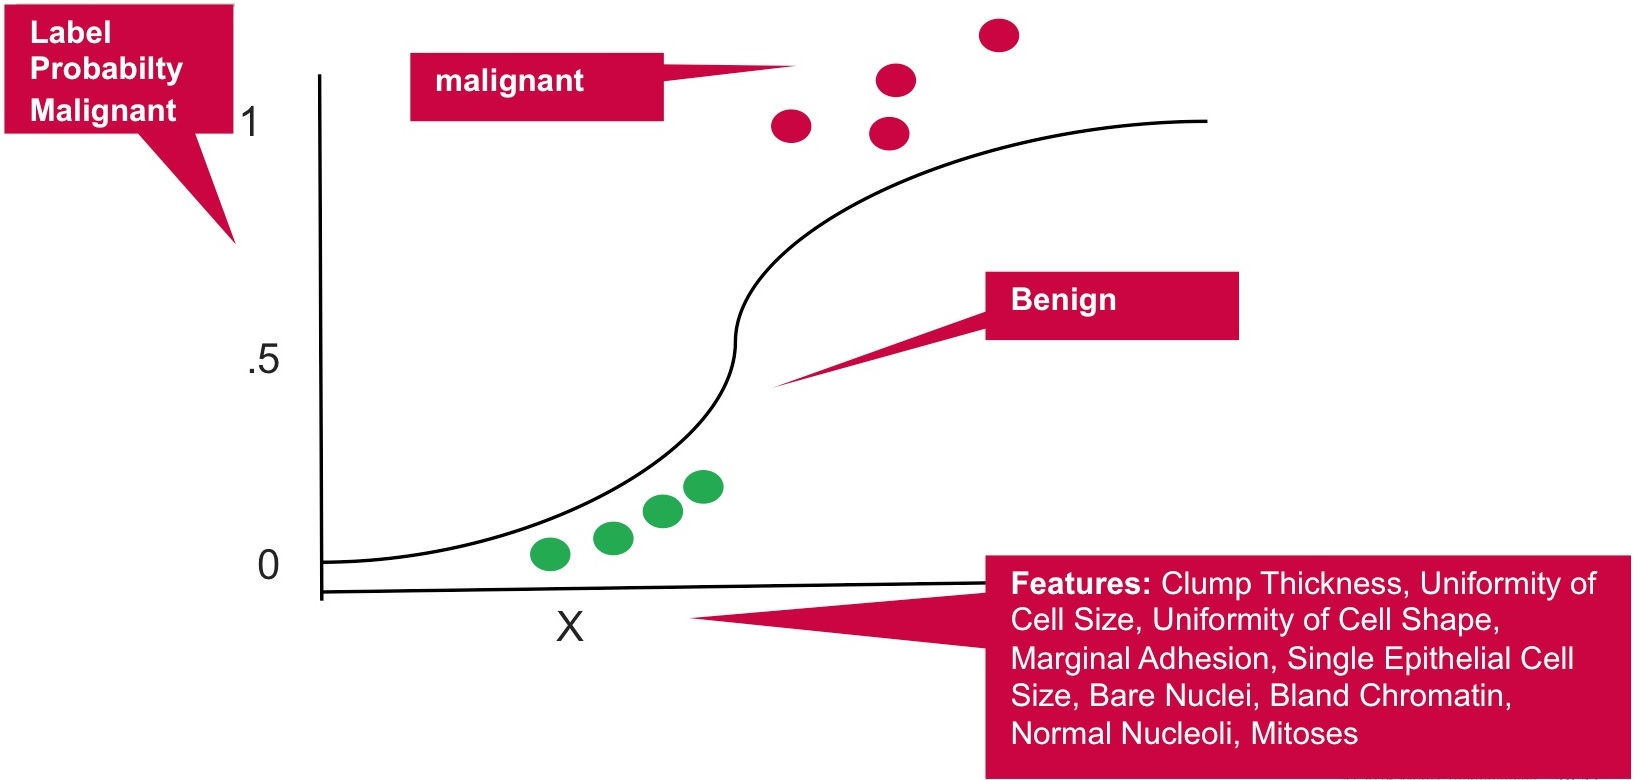 Label
Probabilty
Malignant
1
malignant
Benign
.5
0
X
Features: Clump Thickness, Uniformity of
Cell Size, Uniformity of Cell Shape,
Marginal Adhesion, Single Epithelial Cell
Size, Bare Nuclei, Bland Chromatin,
Normal Nucleoli, Mitoses